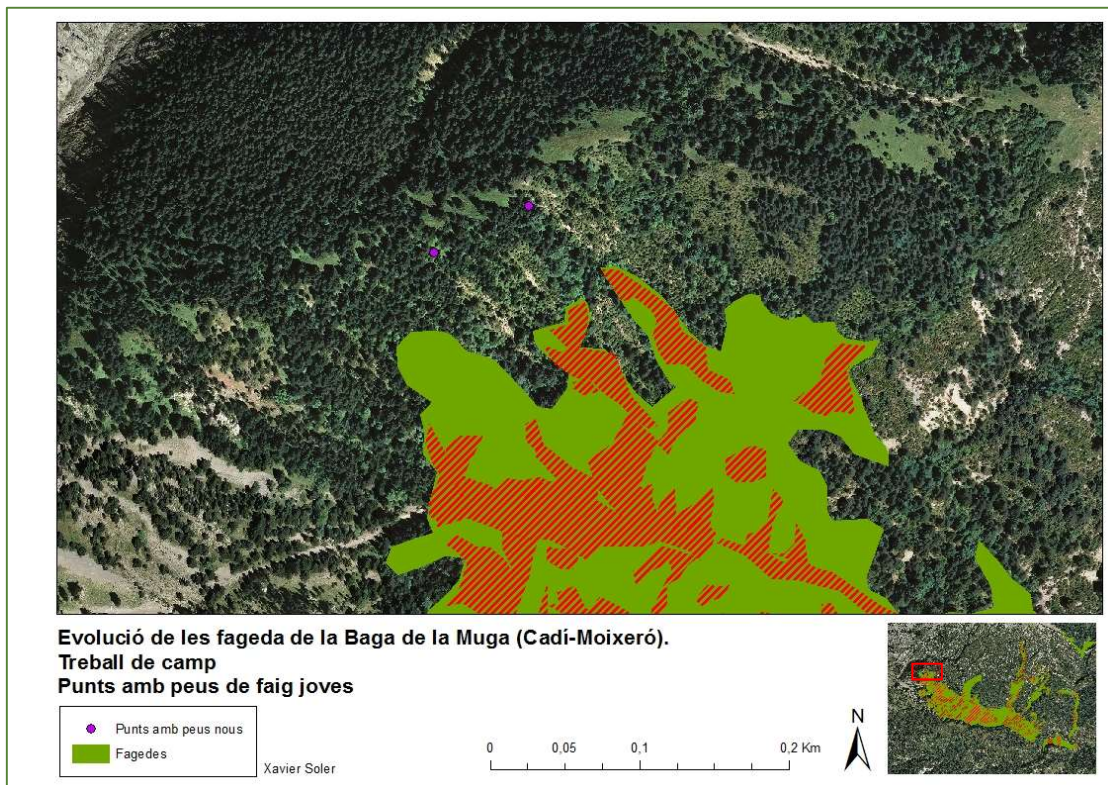 Evolució de les fageda de la Baga de la Muga (Cadí-Moixeró).
Treball de camp
Punts amb peus de faig joves
Punts amb peus nous
Fagedes
Xavier Soler
0 0,05 0,1 0,2 Km
N